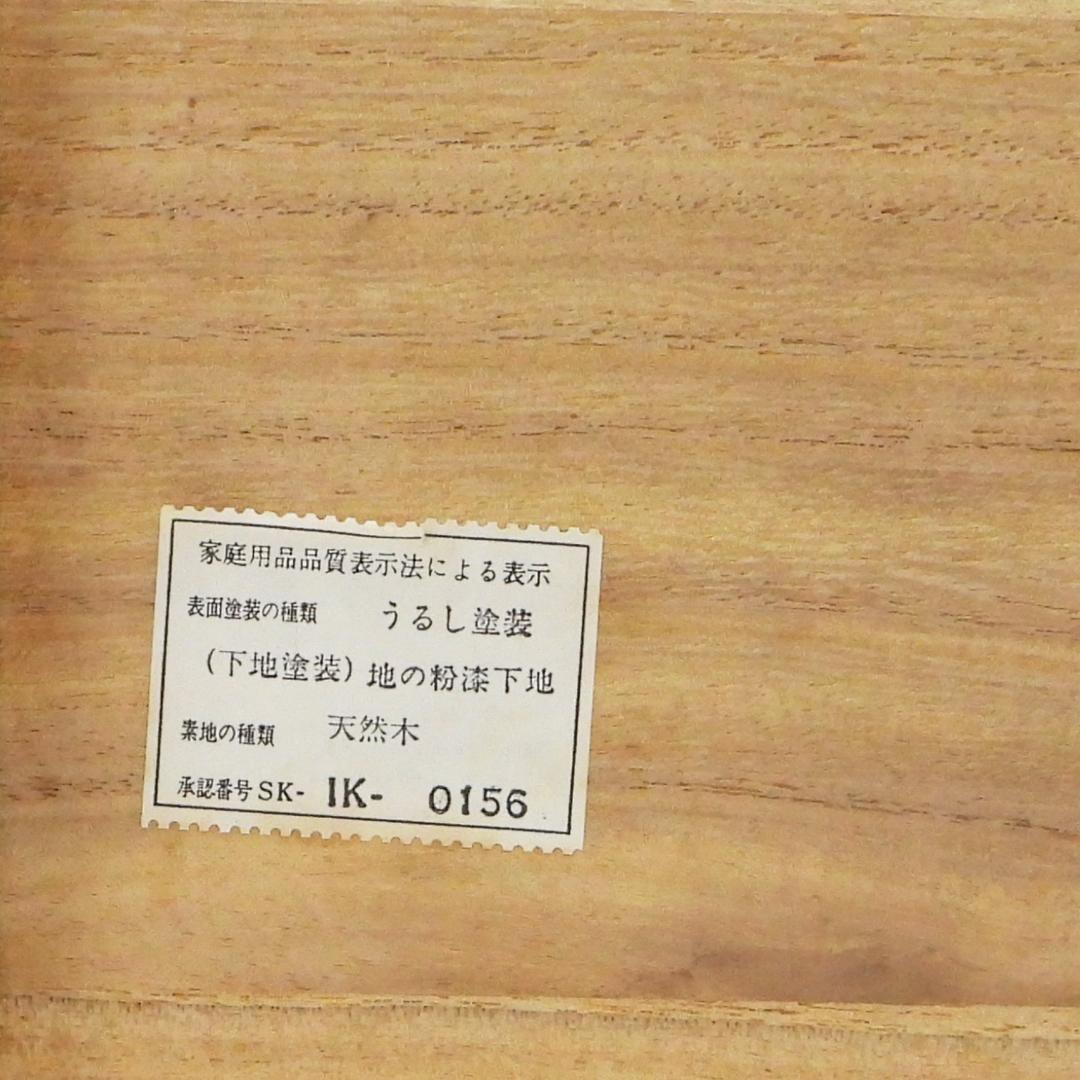 家庭用品品質表示法による表示
表面塗装の種類 うるし塗装
(下地塗装) 地の粉漆下地
素地の種類 天然木
承認番号 SK- IK- 0156